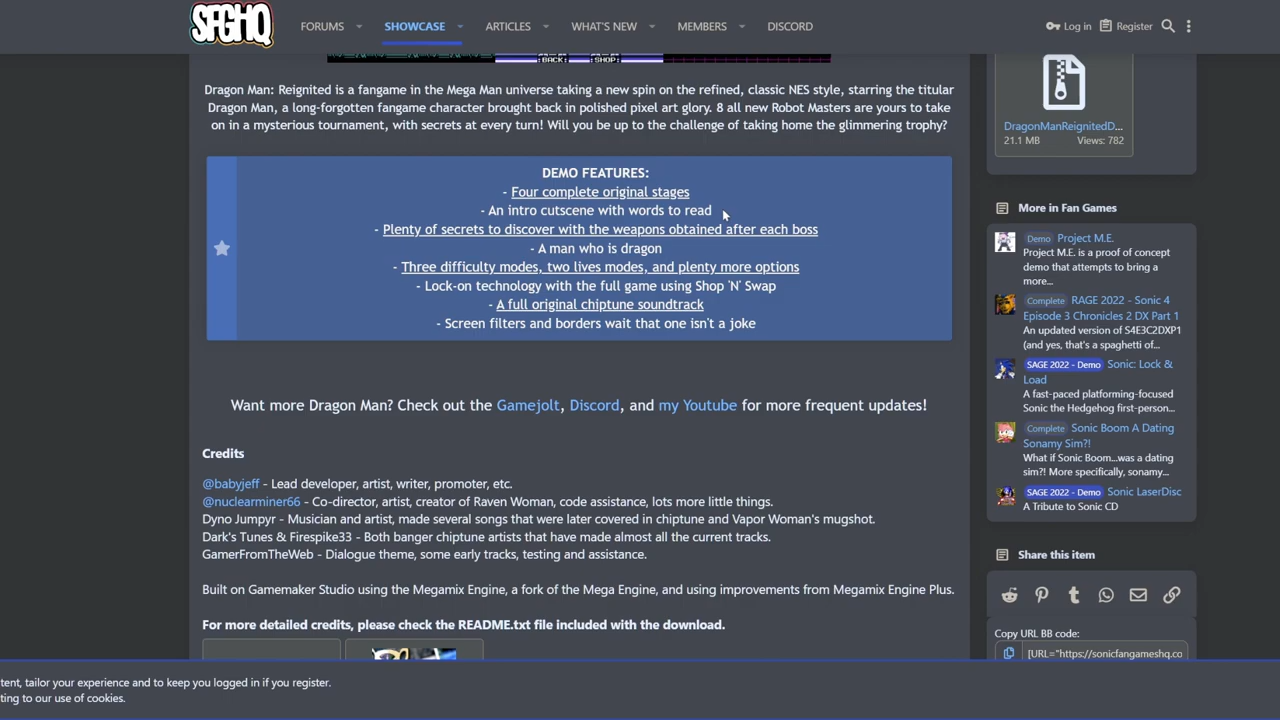 SFGHQ
FORUMS
SHOWCASE
ARTICLES
WHAT'S NEW
MEMBERS
DISCORD
Log in
Register
:BACK:
:SHOP:
Dragon Man: Reignited is a fangame in the Mega Man universe taking a new spin on the refined, classic NES style, starring the titular
Dragon Man, a long-forgotten fangame character brought back in polished pixel art glory. 8 all new Robot Masters are yours to take
on in a mysterious tournament, with secrets at every turn! Will you be up to the challenge of taking home the glimmering trophy?
DEMO FEATURES:
- Four complete original stages
- An intro cutscene with words to read
- Plenty of secrets to discover with the weapons obtained after each boss
- A man who is dragon
- Three difficulty modes, two lives modes, and plenty more options
- Lock-on technology with the full game using Shop 'N' Swap
- A full original chiptune soundtrack
- Screen filters and borders wait that one isn't a joke
Want more Dragon Man? Check out the Gamejolt, Discord, and my Youtube for more frequent updates!
Credits
@babyjeff - Lead developer, artist, writer, promoter, etc.
@nuclearminer66 - Co-director, artist, creator of Raven Woman, code assistance, lots more little things.
Dyno Jumpyr - Musician and artist, made several songs that were later covered in chiptune and Vapor Woman's mugshot.
Dark's Tunes & Firespike33 - Both banger chiptune artists that have made almost all the current tracks.
GamerFromTheWeb - Dialogue theme, some early tracks, testing and assistance.
Built on Gamemaker Studio using the Megamix Engine, a fork of the Mega Engine, and using improvements from Megamix Engine Plus.
For more detailed credits, please check the README.txt file included with the download.
DragonManReignitedD...
21.1 MB
Views: 782
More in Fan Games
Demo Project M.E.
Project M.E. is a proof of concept
demo that attempts to bring a
more...
Complete RAGE 2022 - Sonic 4
Episode 3 Chronicles 2 DX Part 1
An updated version of S4E3C2DXP1
(and yes, that's a spaghetti of...
SAGE 2022 - Demo Sonic: Lock &
Load
A fast-paced platforming-focused
Sonic the Hedgehog first-person...
Complete Sonic Boom A Dating
Sonamy Sim?!
What if Sonic Boom...was a dating
sim?! More specifically, sonamy...
SAGE 2022 - Demo Sonic LaserDisc
A Tribute to Sonic CD
Share this item
Copy URL BB code:
[URL="https://sonicfangameshq.co
tent, tailor your experience and to keep you logged in if you register.
ting to our use of cookies.